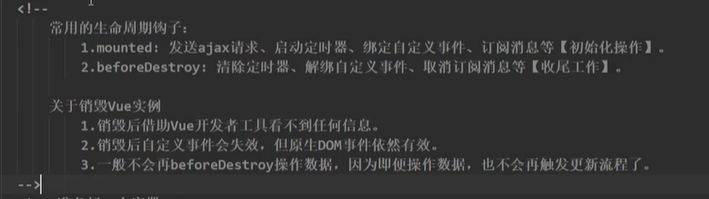 <!--
常用的生命周期钩子：
1.mounted: 发送ajax请求、启动定时器、绑定自定义事件、订阅消息等【初始化操作】。
2.beforeDestroy: 清除定时器、解绑自定义事件、取消订阅消息等【收尾工作】。
关于销毁Vue实例
1.销毁后借助Vue开发者工具看不到任何信息。
2.销毁后自定义事件会失效，但原生DOM事件依然有效。
3.一般不会再beforeDestroy操作数据，因为即便操作数据，也不会再触发更新流程了。
-->